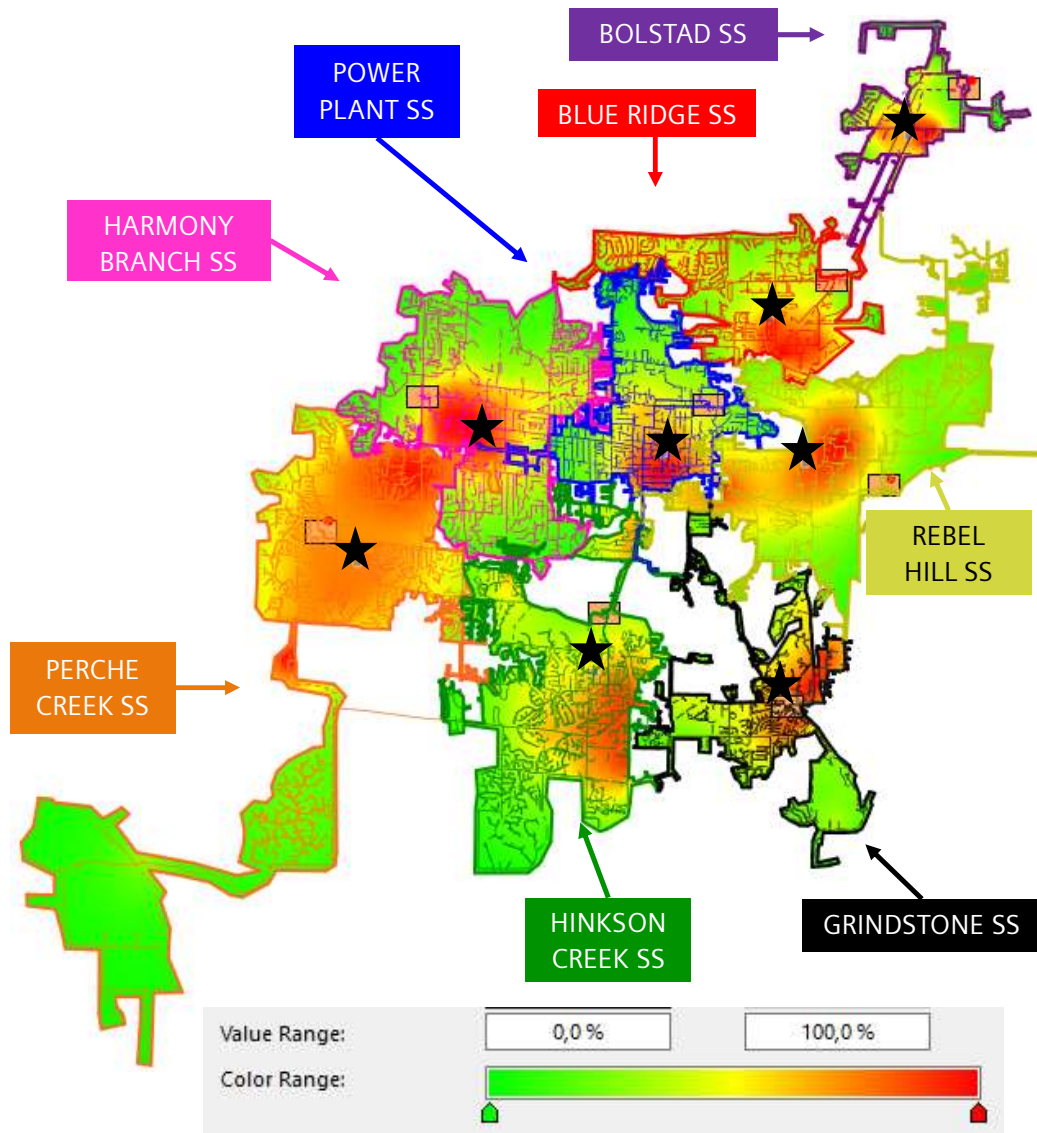 BOLSTAD SS
POWER
PLANT SS
BLUE RIDGE SS
HARMONY
BRANCH SS
REBEL
HILL SS
PERCHE
CREEK SS
HINKSON
CREEK SS
GRINDSTONE SS
Value Range:
0,0 %
100,0 %
Color Range: